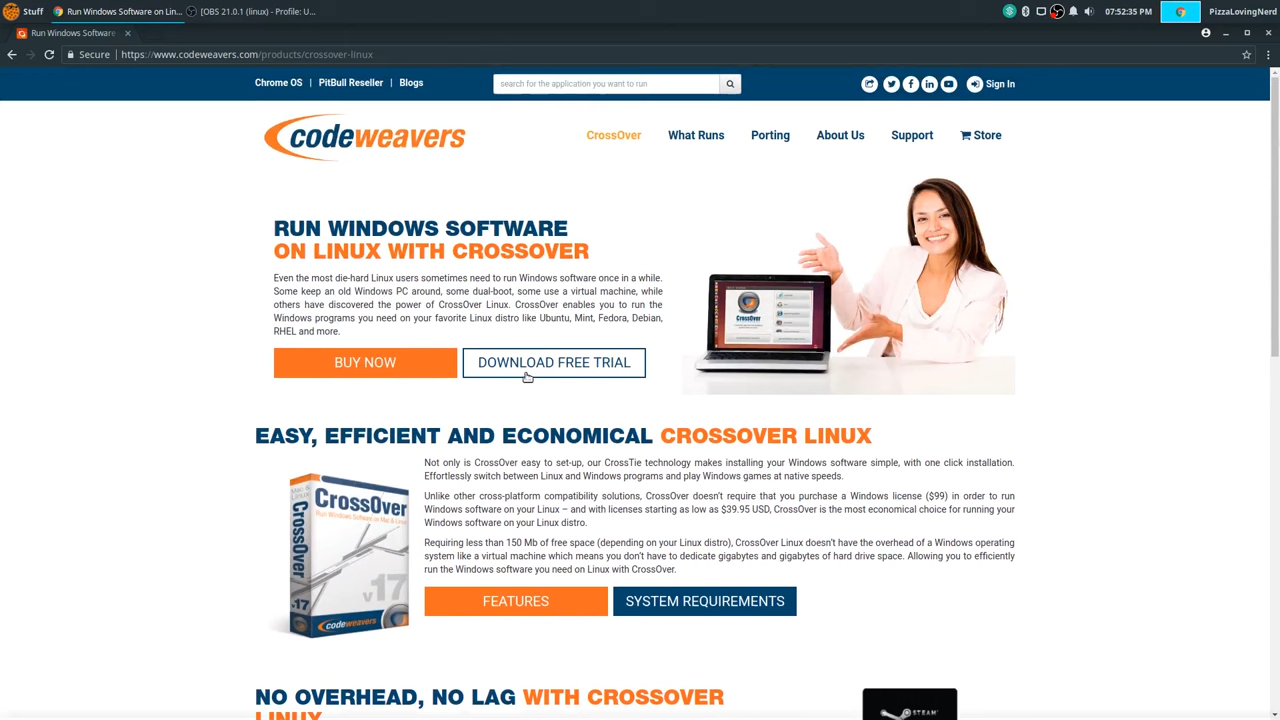 Stuff
Run Windows Software on Lin...
[OBS 21.0.1 (linux) - Profile: U...
07:52:35 PM
PizzaLovingNerd
Run Windows Software
Secure
https://www.codeweavers.com/products/crossover-linux
Chrome OS | PitBull Reseller | Blogs
search for the application you want to run
Sign In
codeweavers
CrossOver
What Runs
Porting
About Us
Support
Store
RUN WINDOWS SOFTWARE
ON LINUX WITH CROSSOVER
Even the most die-hard Linux users sometimes need to run Windows software once in a while.
Some keep an old Windows PC around, some dual-boot, some use a virtual machine, while
others have discovered the power of CrossOver Linux. CrossOver enables you to run the
Windows programs you need on your favorite Linux distro like Ubuntu, Mint, Fedora, Debian,
RHEL and more.
BUY NOW
DOWNLOAD FREE TRIAL
CrossOver
EASY, EFFICIENT AND ECONOMICAL CROSSOVER LINUX
Not only is CrossOver easy to set-up, our CrossTie technology makes installing your Windows software simple, with one click installation.
Effortlessly switch between Linux and Windows programs and play Windows games at native speeds.
Unlike other cross-platform compatibility solutions, CrossOver doesn't require that you purchase a Windows license ($99) in order to run
Windows software on your Linux – and with licenses starting as low as $39.95 USD, CrossOver is the most economical choice for running your
Windows software on your Linux distro.
Requiring less than 150 Mb of free space (depending on your Linux distro), CrossOver Linux doesn't have the overhead of a Windows operating
system like a virtual machine which means you don't have to dedicate gigabytes and gigabytes of hard drive space. Allowing you to efficiently
run the Windows software you need on Linux with CrossOver.
FEATURES
SYSTEM REQUIREMENTS
Mac & Linux
CrossOver
.17
CrossOver
Run Windows Software on Mac & Linux
v.17
codeweavers
NO OVERHEAD, NO LAG WITH CROSSOVER
LINUX
STEAM